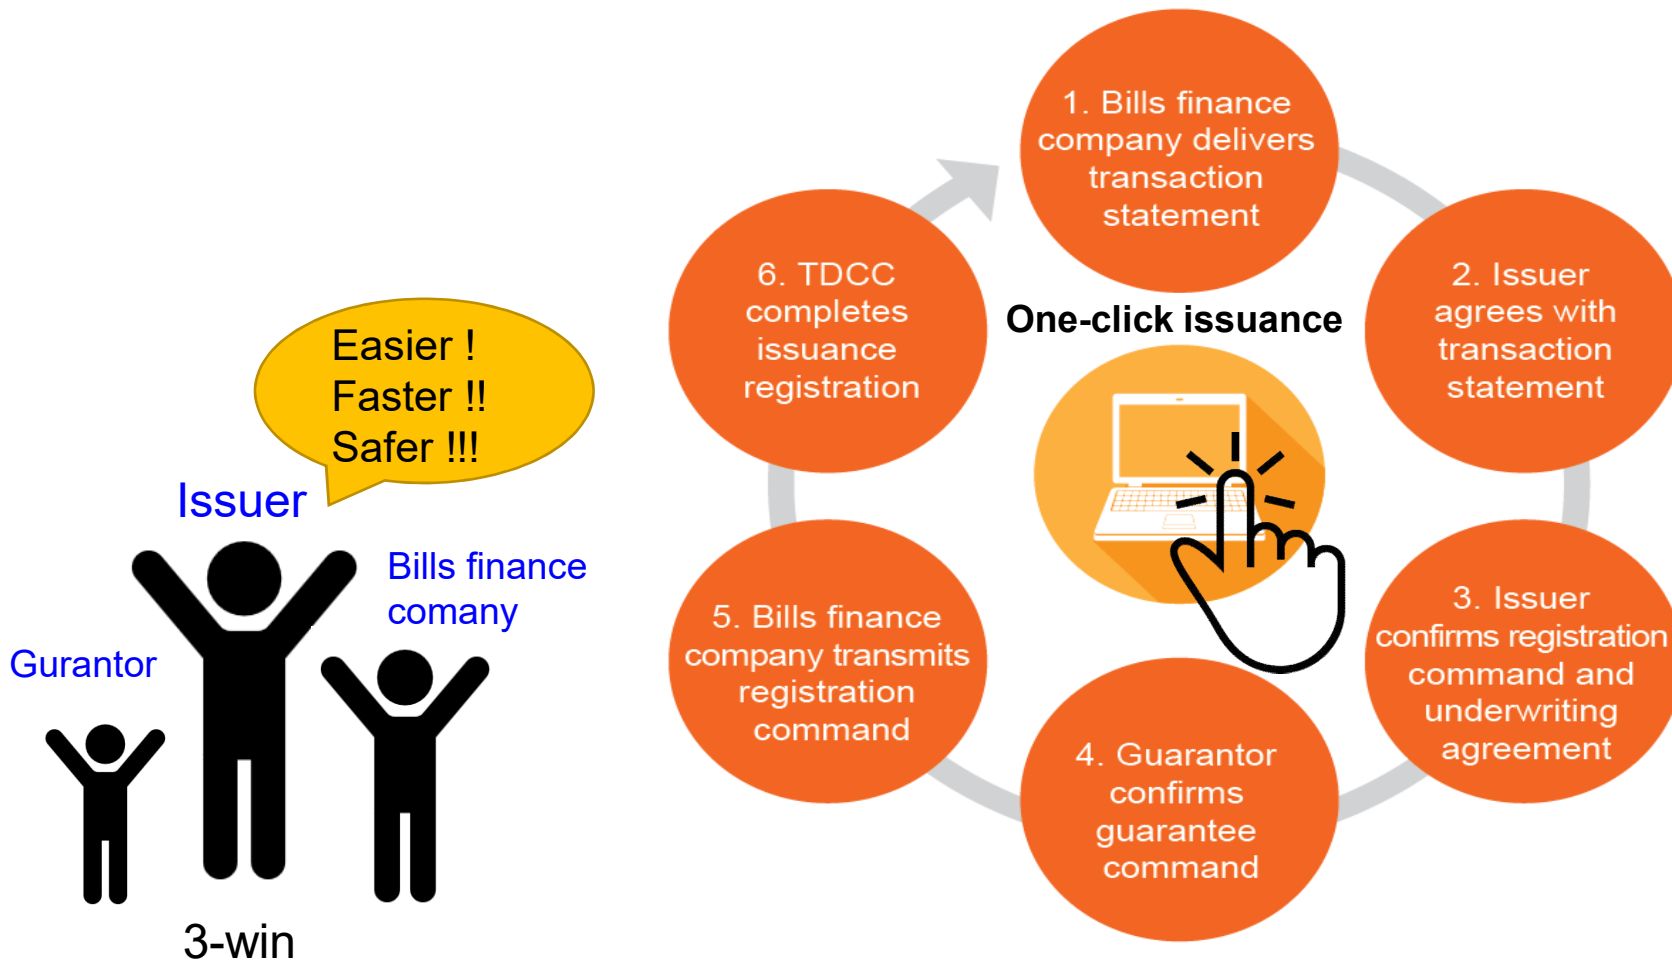 Easier !
Faster !!
Safer !!!
Issuer
Bills finance
comany
Gurantor
3-win
One-click issuance
1. Bills finance
company delivers
transaction
statement
2. Issuer
agrees with
transaction
statement
3. Issuer
confirms registration
command and
underwriting
agreement
4. Guarantor
confirms
guarantee
command
5. Bills finance
company transmits
registration
command
6. TDCC
completes
issuance
registration